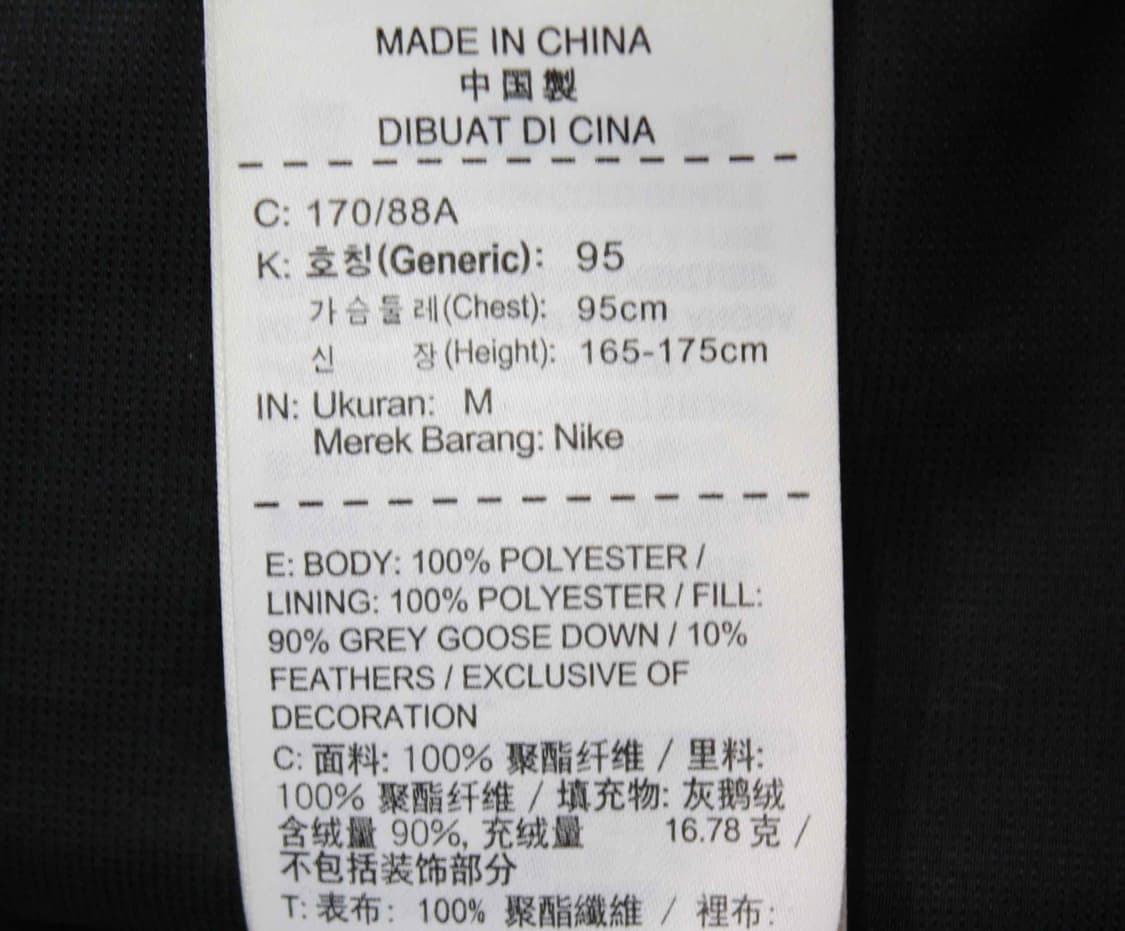 MADE IN CHINA
中国製
DIBUAT DI CINA
C: 170/88A
K: 호칭(Generic): 95
가슴둘레(Chest): 95cm
신 장(Height): 165-175cm
IN: Ukuran: M
Merek Barang: Nike
E: BODY: 100% POLYESTER /
LINING: 100% POLYESTER / FILL:
90% GREY GOOSE DOWN / 10%
FEATHERS / EXCLUSIVE OF
DECORATION
C: 面料: 100% 聚酯纤维 / 里料:
100% 聚酯纤维 / 填充物: 灰鹅绒
含绒量 90%, 充绒量 16.78 克 /
不包括装饰部分
T: 表布: 100% 聚酯纖維 / 裡布: